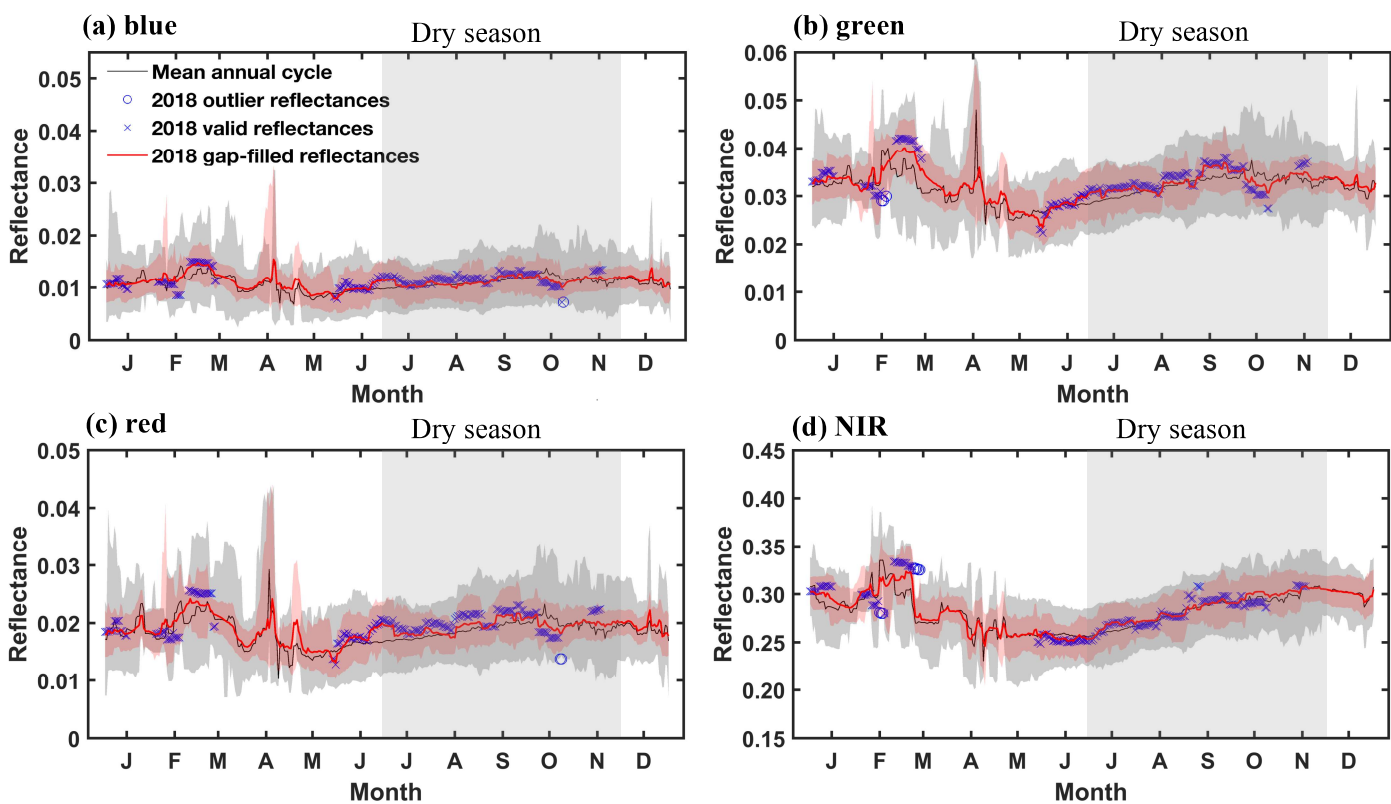 (a) blue
Dry season
Reflectance
0.05
0.04
0.03
0.02
0.01
0
Mean annual cycle
2018 outlier reflectances
2018 valid reflectances
2018 gap-filled reflectances
J F M A M J J A S O N D
Month
(b) green
Dry season
Reflectance
0.06
0.05
0.04
0.03
0.02
0.01
0
J F M A M J J A S O N D
Month
(c) red
Dry season
Reflectance
0.05
0.04
0.03
0.02
0.01
0
J F M A M J J A S O N D
Month
(d) NIR
Dry season
Reflectance
0.45
0.40
0.35
0.30
0.25
0.20
0.15
J F M A M J J A S O N D
Month